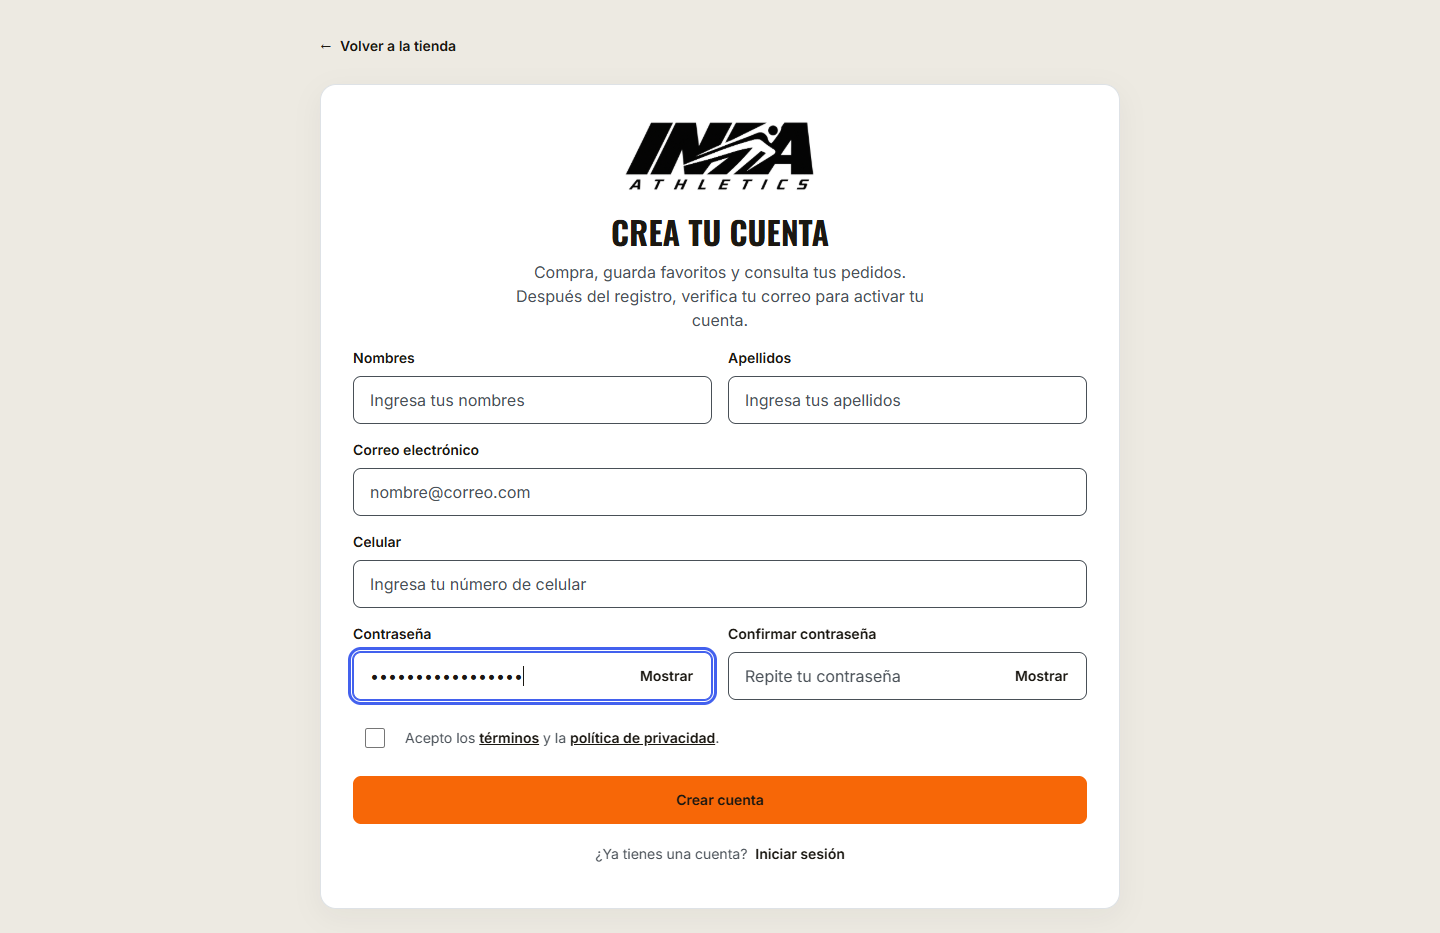 ← Volver a la tienda
INFA
ATHLETICS
CREA TU CUENTA
Compra, guarda favoritos y consulta tus pedidos.
Después del registro, verifica tu correo para activar tu
cuenta.
Nombres
Apellidos
Ingresa tus nombres
Ingresa tus apellidos
Correo electrónico
nombre@correo.com
Celular
Ingresa tu número de celular
Contraseña
Confirmar contraseña
••••••••••••••••• Mostrar
Repite tu contraseña Mostrar
Acepto los términos y la política de privacidad.
Crear cuenta
¿Ya tienes una cuenta? Iniciar sesión